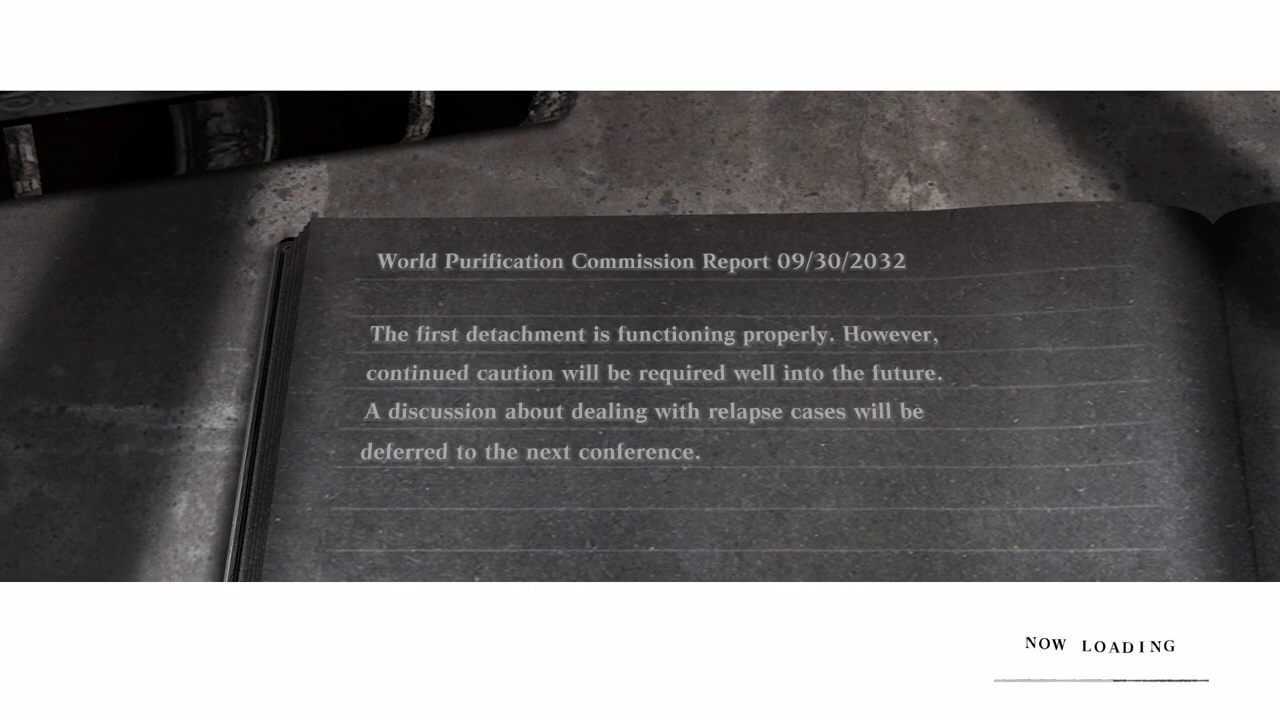 World Purification Commission Report 09/30/2032
The first detachment is functioning properly. However,
continued caution will be required well into the future.
A discussion about dealing with relapse cases will be
deferred to the next conference.
NOW LOADING